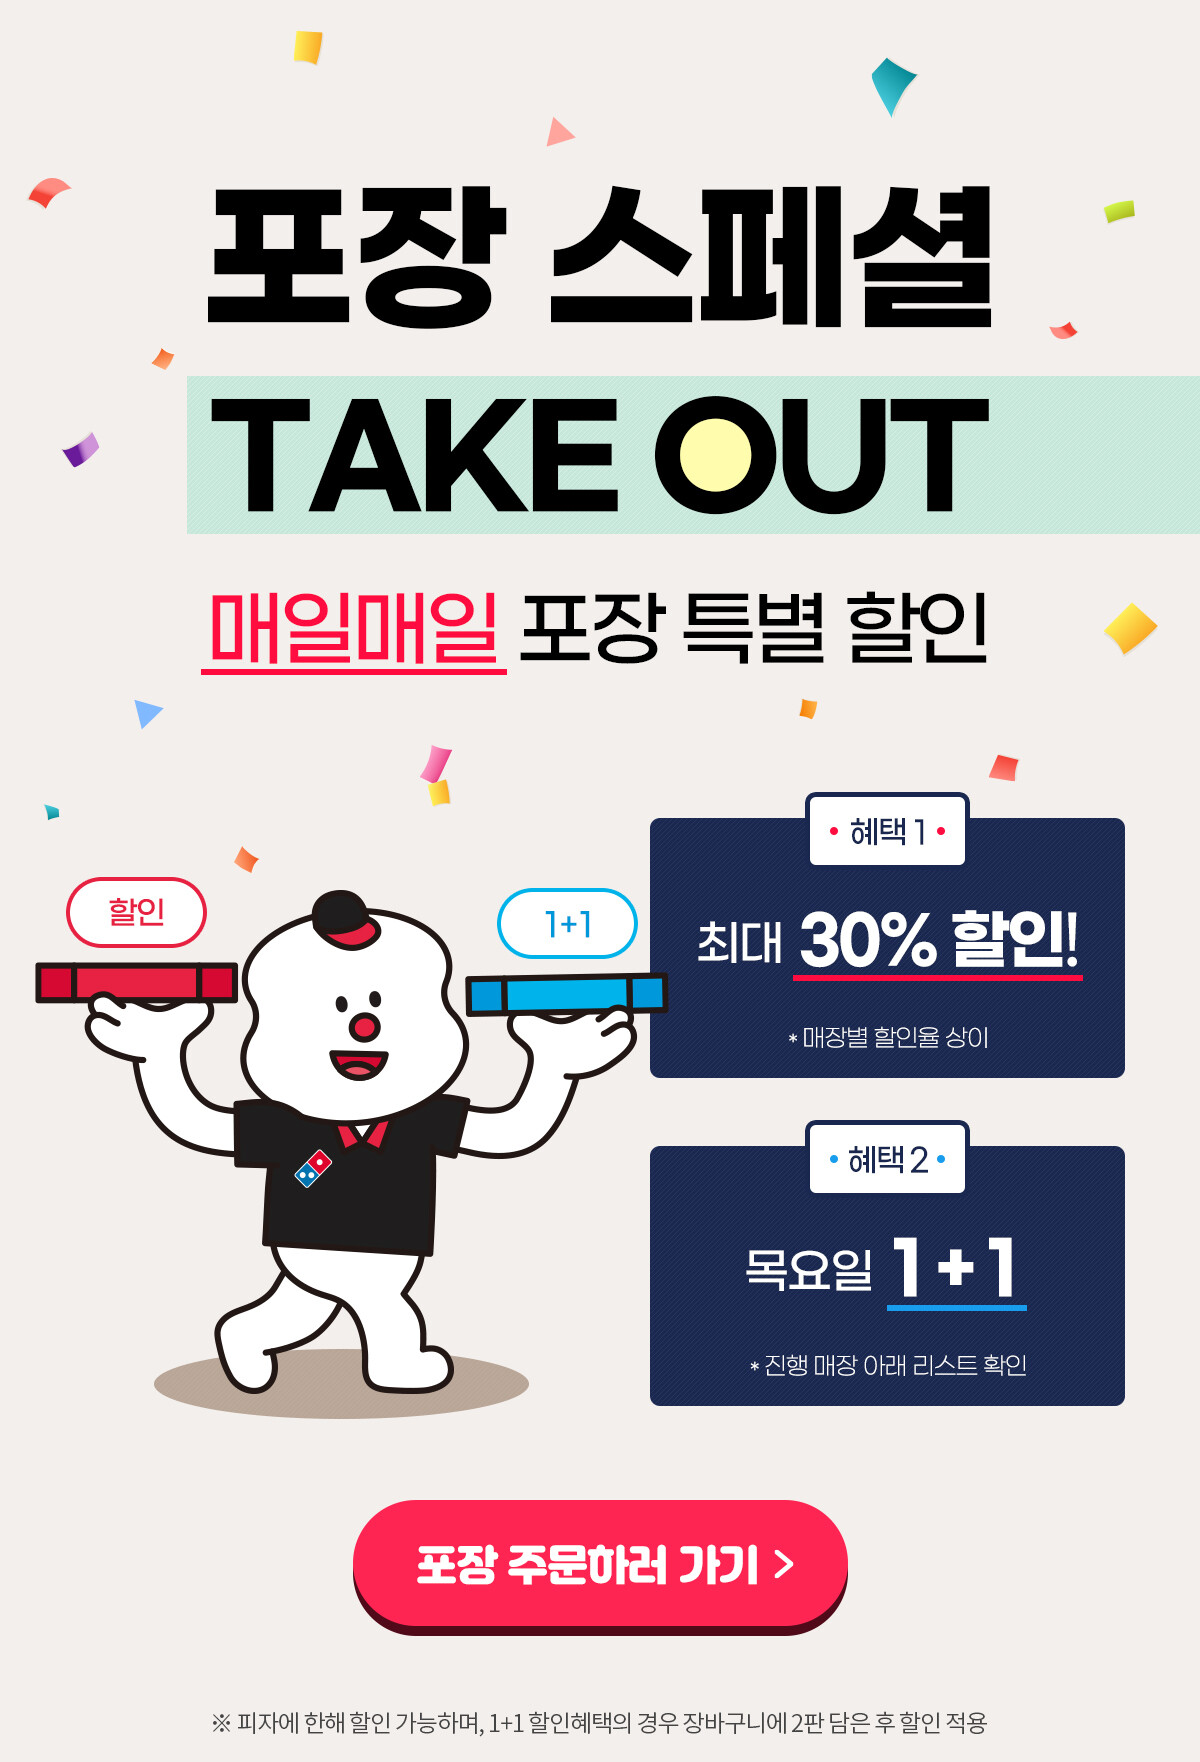 포장 스페셜
TAKE OUT
매일매일 포장 특별 할인
할인
1+1
혜택 1
최대 30% 할인!
* 매장별 할인율 상이
혜택 2
목요일 1+1
* 진행 매장 아래 리스트 확인
포장 주문하러 가기 >
※ 피자에 한해 할인 가능하며, 1+1 할인혜택의 경우 장바구니에 2판 담은 후 할인 적용